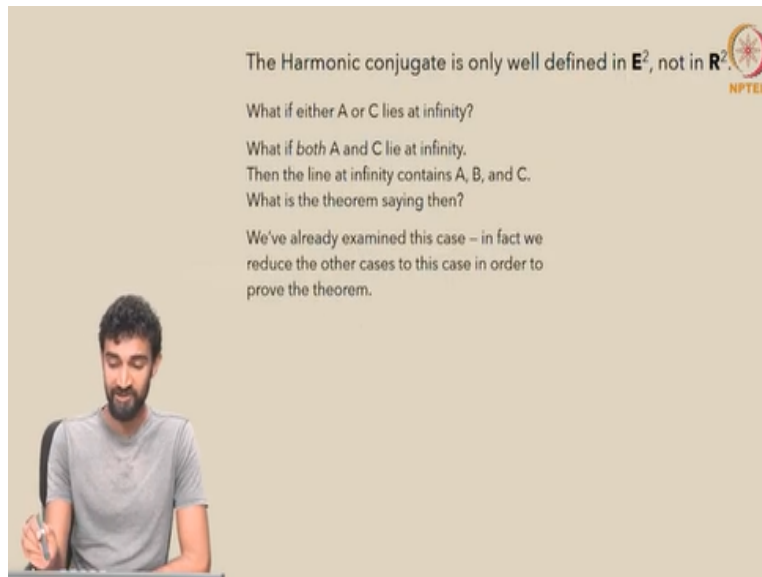 The Harmonic conjugate is only well defined in E², not in R².
NPTEL
What if either A or C lies at infinity?
What if both A and C lie at infinity.
Then the line at infinity contains A, B, and C.
What is the theorem saying then?
We've already examined this case – in fact we
reduce the other cases to this case in order to
prove the theorem.